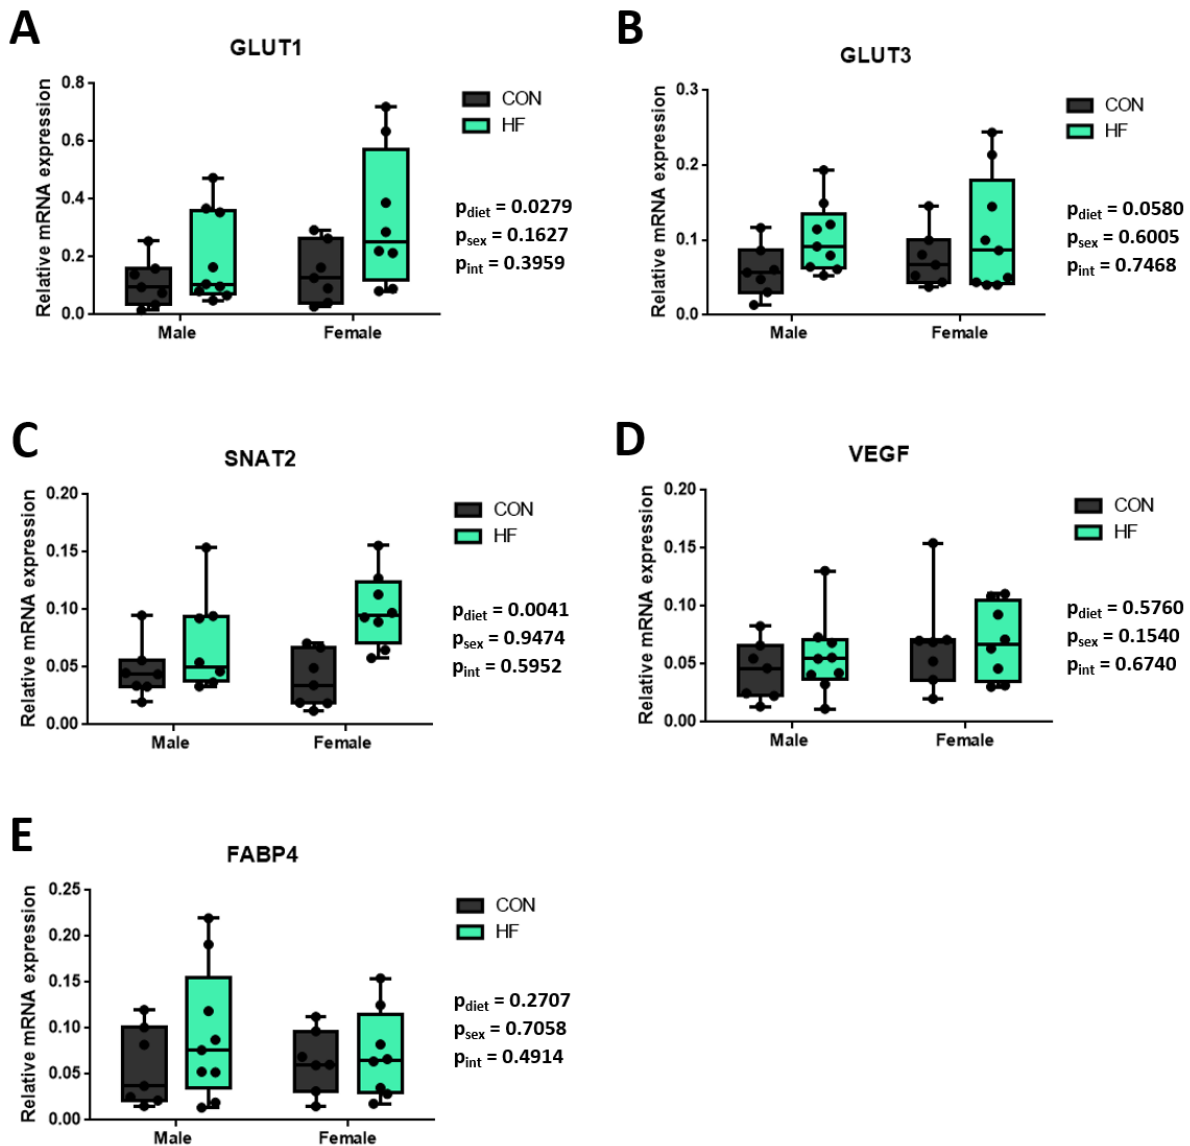 A
GLUT1
Relative mRNA expression
0.8
0.6
0.4
0.2
0.0
Male
Female
CON
HF
pdiet = 0.0279
psex = 0.1627
pint = 0.3959
B
GLUT3
Relative mRNA expression
0.3
0.2
0.1
0.0
Male
Female
CON
HF
pdiet = 0.0580
psex = 0.6005
pint = 0.7468
C
SNAT2
Relative mRNA expression
0.20
0.15
0.10
0.05
0.00
Male
Female
CON
HF
pdiet = 0.0041
psex = 0.9474
pint = 0.5952
D
VEGF
Relative mRNA expression
0.20
0.15
0.10
0.05
0.00
Male
Female
CON
HF
pdiet = 0.5760
psex = 0.1540
pint = 0.6740
E
FABP4
Relative mRNA expression
0.25
0.20
0.15
0.10
0.05
0.00
Male
Female
CON
HF
pdiet = 0.2707
psex = 0.7058
pint = 0.4914